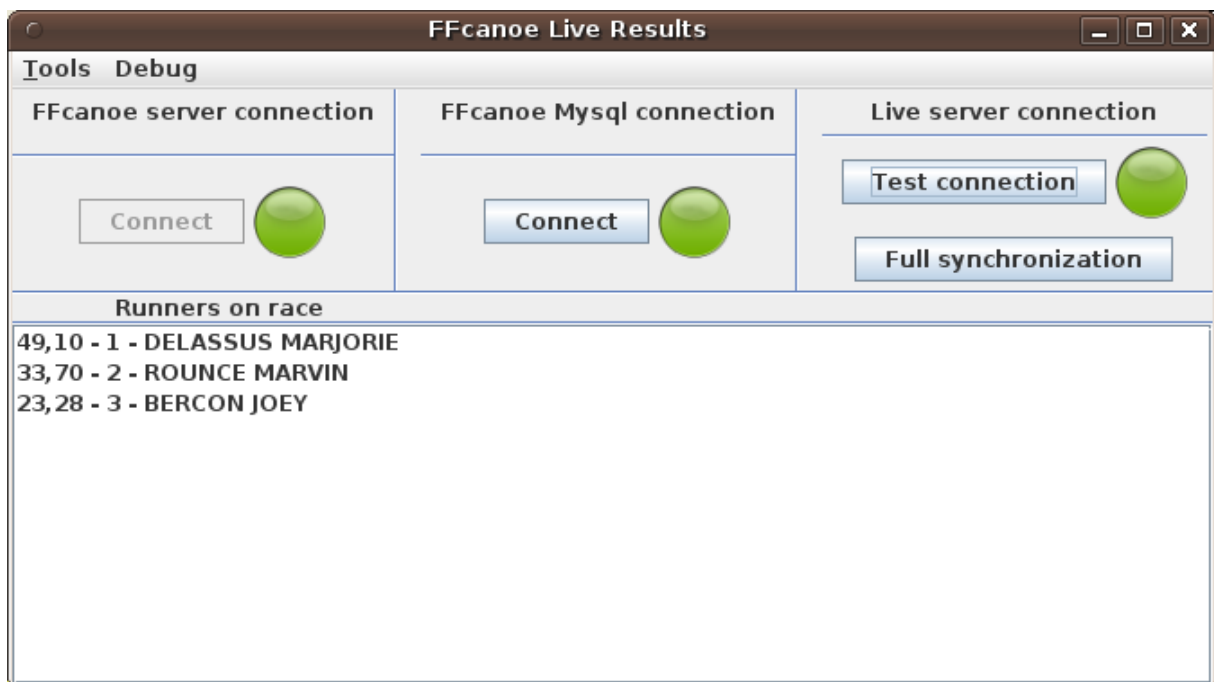 FFcanoe Live Results
Tools Debug
FFcanoe server connection
Connect
FFcanoe Mysql connection
Connect
Live server connection
Test connection
Full synchronization
Runners on race
49,10 - 1 - DELASSUS MARJORIE
33,70 - 2 - ROUNCE MARVIN
23,28 - 3 - BERCON JOEY